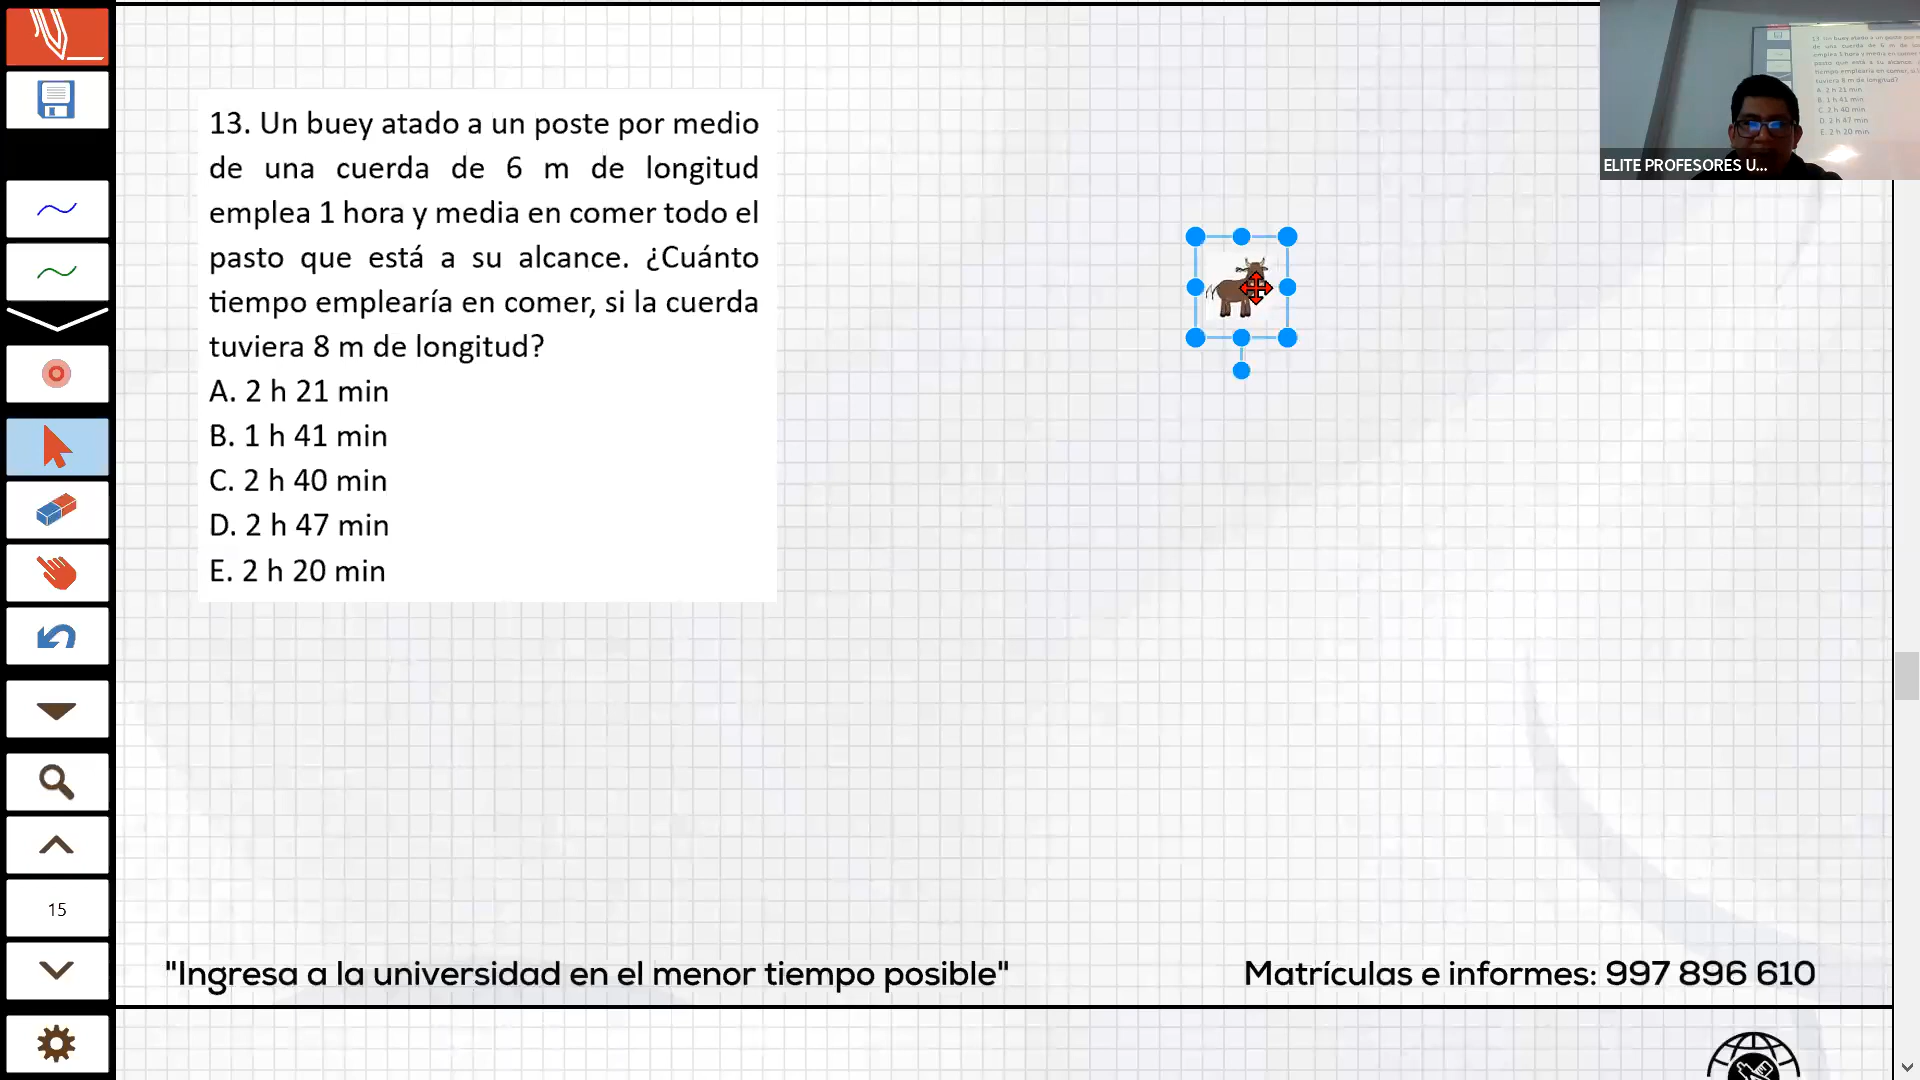 13. Un buey atado a un poste por medio
de una cuerda de 6 m de longitud
emplea 1 hora y media en comer todo el
pasto que está a su alcance. ¿Cuánto
tiempo emplearía en comer, si la cuerda
tuviera 8 m de longitud?
A. 2 h 21 min
B. 1 h 41 min
C. 2 h 40 min
D. 2 h 47 min
E. 2 h 20 min
ELITE PROFESORES U...
15
"Ingresa a la universidad en el menor tiempo posible"
Matrículas e informes: 997 896 610